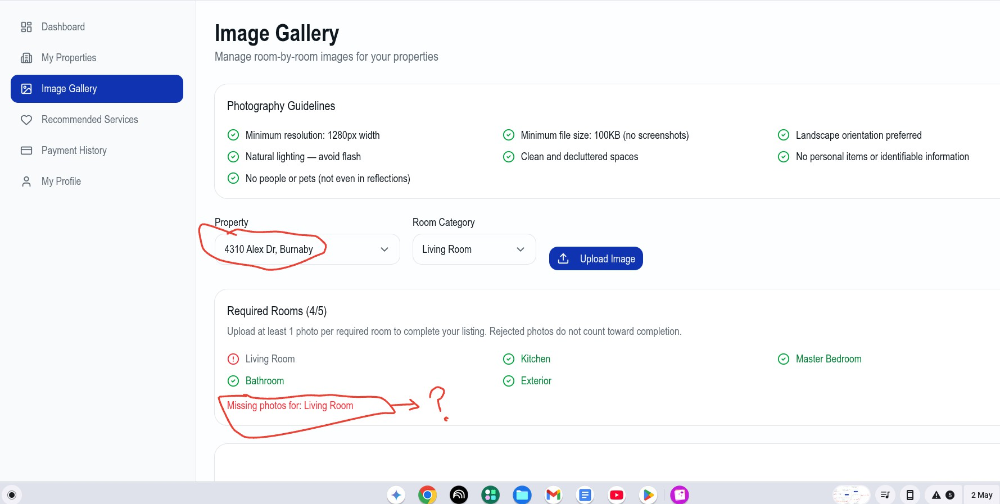 Dashboard
My Properties
Image Gallery
Recommended Services
Payment History
My Profile
Image Gallery
Manage room-by-room images for your properties
Photography Guidelines
Minimum resolution: 1280px width
Minimum file size: 100KB (no screenshots)
Landscape orientation preferred
Natural lighting — avoid flash
Clean and decluttered spaces
No personal items or identifiable information
No people or pets (not even in reflections)
Property
Room Category
4310 Alex Dr, Burnaby
Living Room
Upload Image
Required Rooms (4/5)
Upload at least 1 photo per required room to complete your listing. Rejected photos do not count toward completion.
Living Room
Kitchen
Master Bedroom
Bathroom
Exterior
Missing photos for: Living Room
?
5
2 May